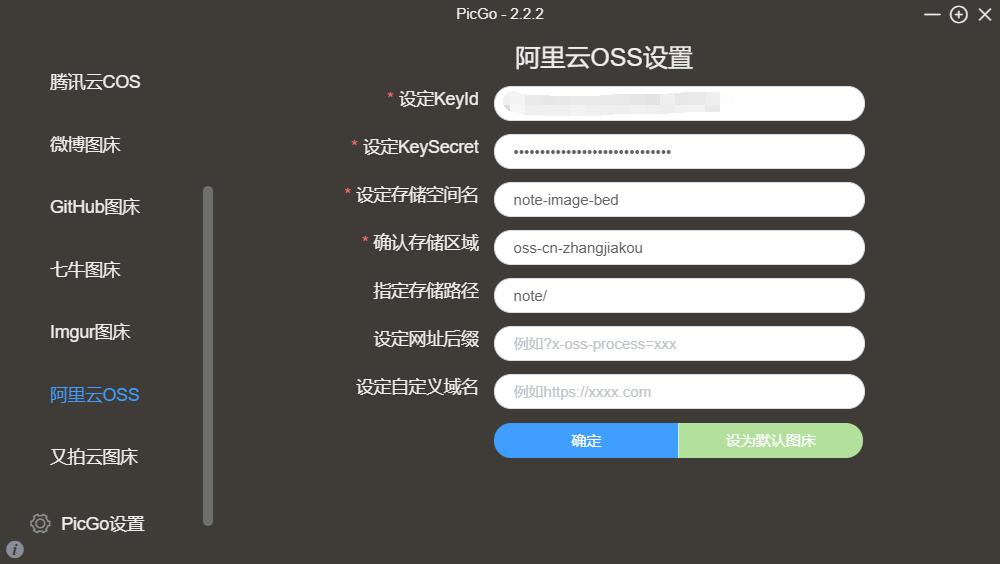 PicGo - 2.2.2
腾讯云COS
微博图床
GitHub图床
七牛图床
Imgur图床
阿里云OSS
又拍云图床
PicGo设置
阿里云OSS设置
* 设定KeyId
* 设定KeySecret
••••••••••••••••••••••••••••••
* 设定存储空间名
note-image-bed
* 确认存储区域
oss-cn-zhangjiakou
指定存储路径
note/
设定网址后缀
例如?x-oss-process=xxx
设定自定义域名
例如https://xxxx.com
确定
设为默认图床